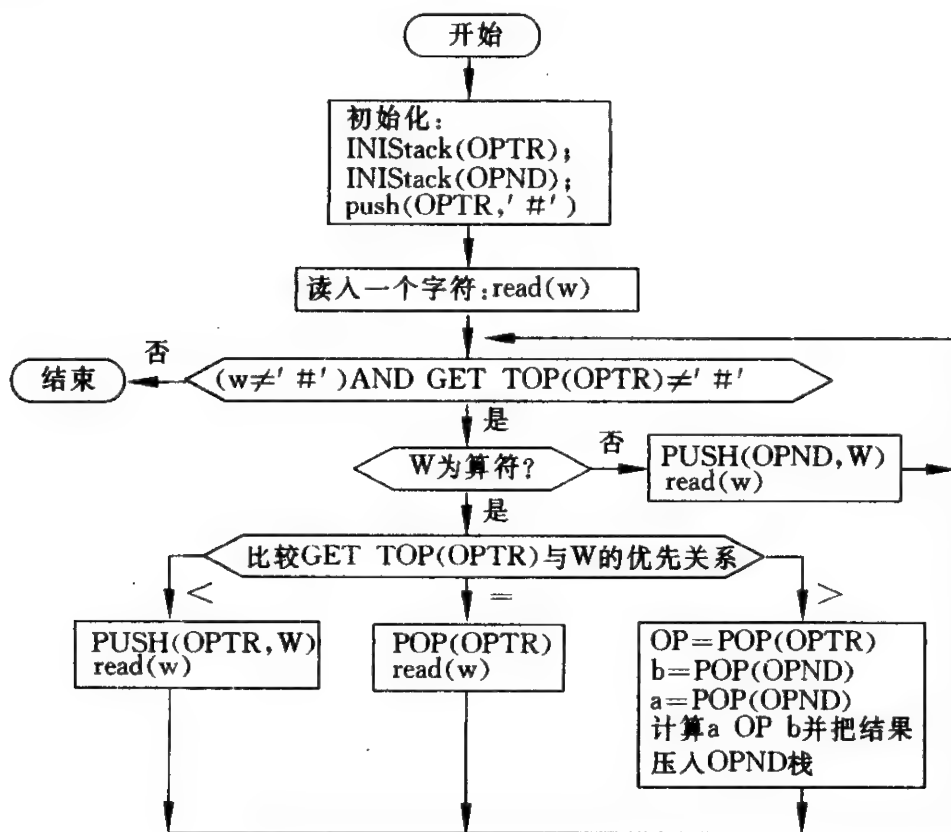 开始
初始化：
INIStack(OPTR);
INIStack(OPND);
push(OPTR,'#')
读入一个字符:read(w)
否
结束
(w≠'#')AND GET TOP(OPTR)≠'#'
是
W为算符?
否
PUSH(OPND,W)
read(w)
是
比较GET TOP(OPTR)与W的优先关系
<
=
>
PUSH(OPTR,W)
read(w)
POP(OPTR)
read(w)
OP=POP(OPTR)
b=POP(OPND)
a=POP(OPND)
计算a OP b并把结果
压入OPND栈